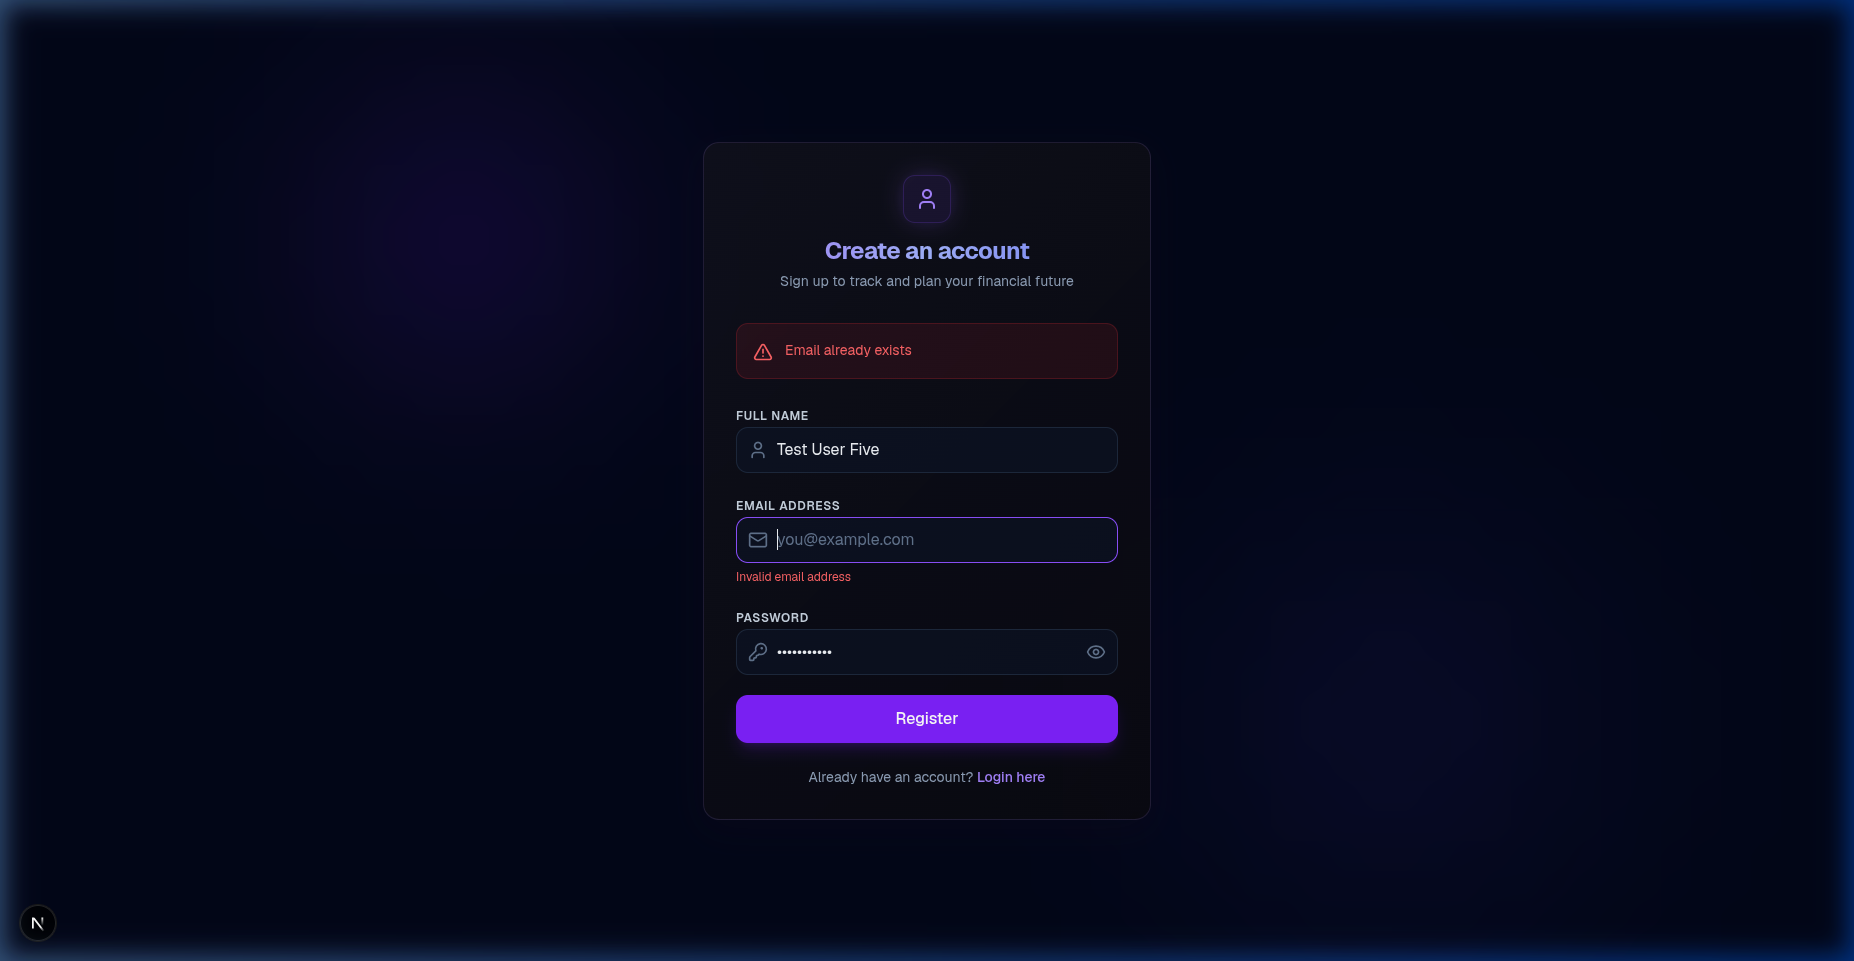 Create an account
Sign up to track and plan your financial future
Email already exists
FULL NAME
Test User Five
EMAIL ADDRESS
you@example.com
Invalid email address
PASSWORD
•••••••••••
Register
Already have an account? Login here
N